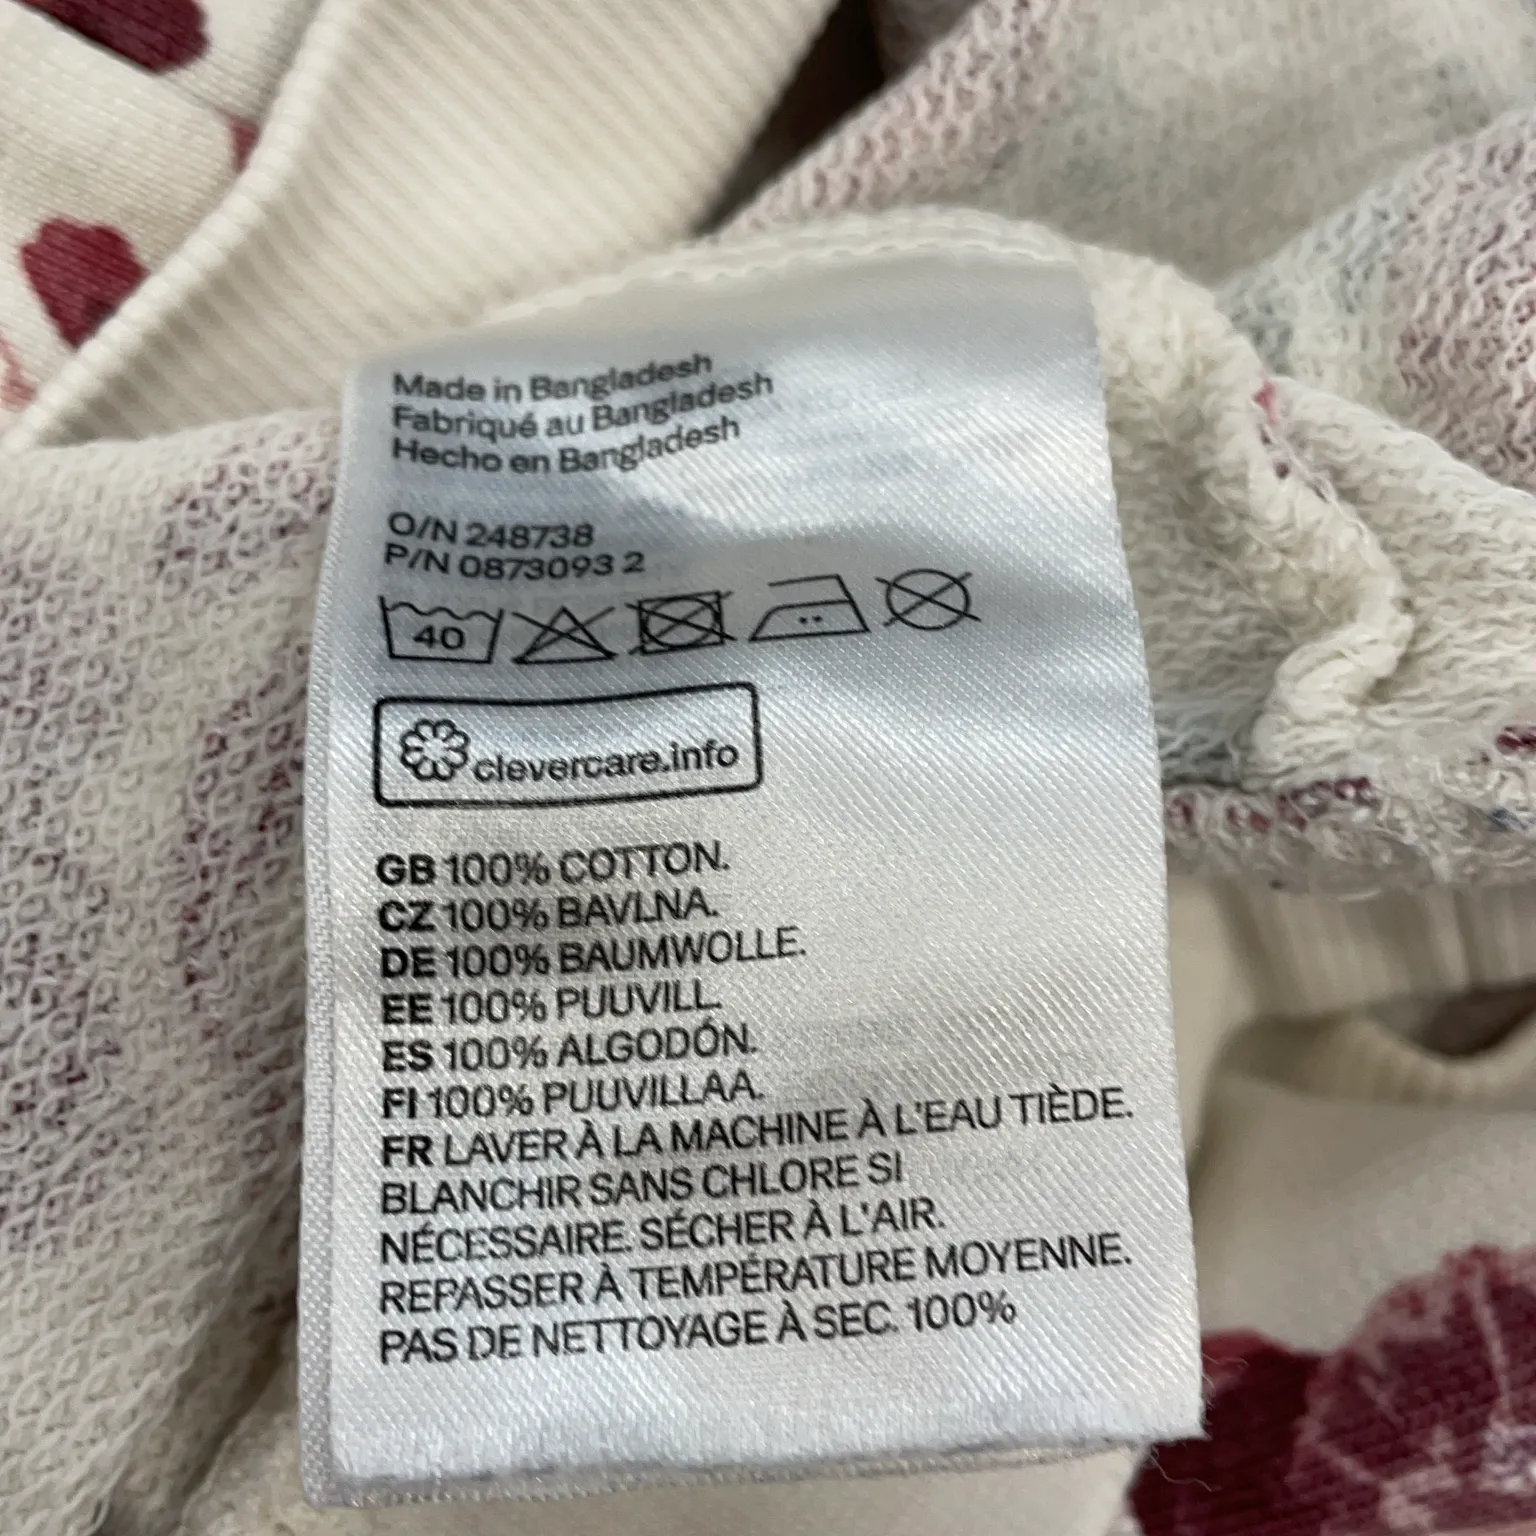 Made in Bangladesh
Fabriqué au Bangladesh
Hecho en Bangladesh
O/N 248738
P/N 0873093 2
40
clevercare.info
GB 100% COTTON.
CZ 100% BAVLNA.
DE 100% BAUMWOLLE.
EE 100% PUUVILL.
ES 100% ALGODÓN.
FI 100% PUUVILLAA.
FR LAVER À LA MACHINE À L'EAU TIÈDE.
BLANCHIR SANS CHLORE SI
NÉCESSAIRE. SÉCHER À L'AIR.
REPASSER À TEMPÉRATURE MOYENNE.
PAS DE NETTOYAGE À SEC. 100%